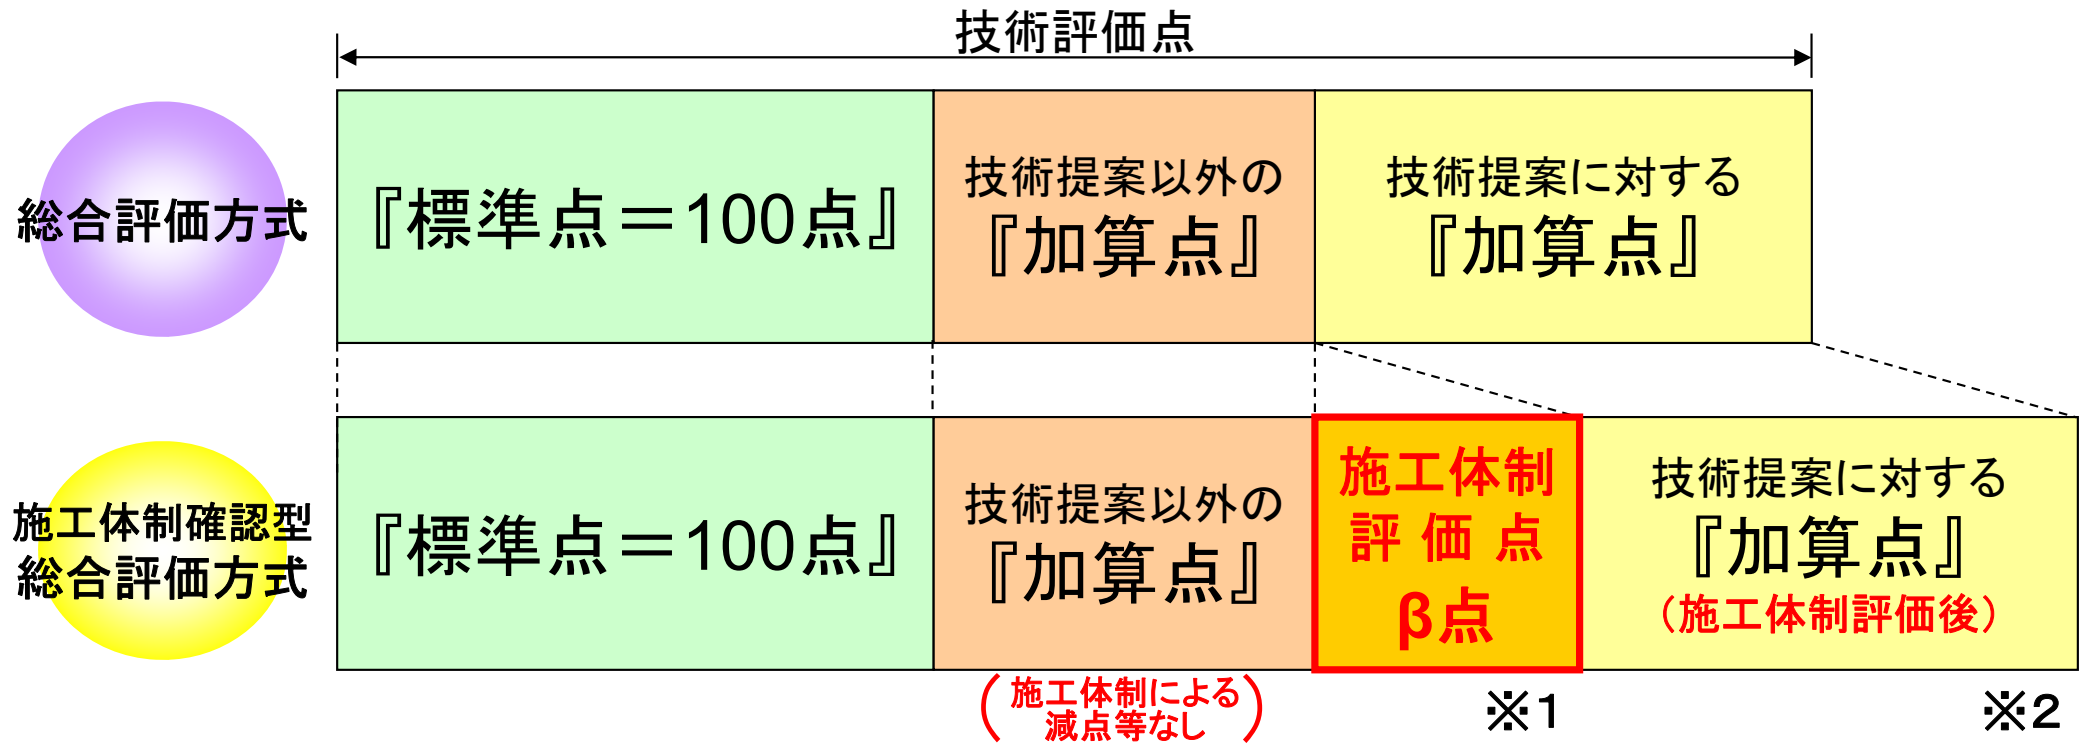 技術評価点
総合評価方式
『標準点＝100点』
技術提案以外の
『加算点』
技術提案に対する
『加算点』
施工体制確認型
総合評価方式
『標準点＝100点』
技術提案以外の
『加算点』
施工体制
評価点
β点
技術提案に対する
『加算点』
（施工体制評価後）
（施工体制による
減点等なし）
※1
※2